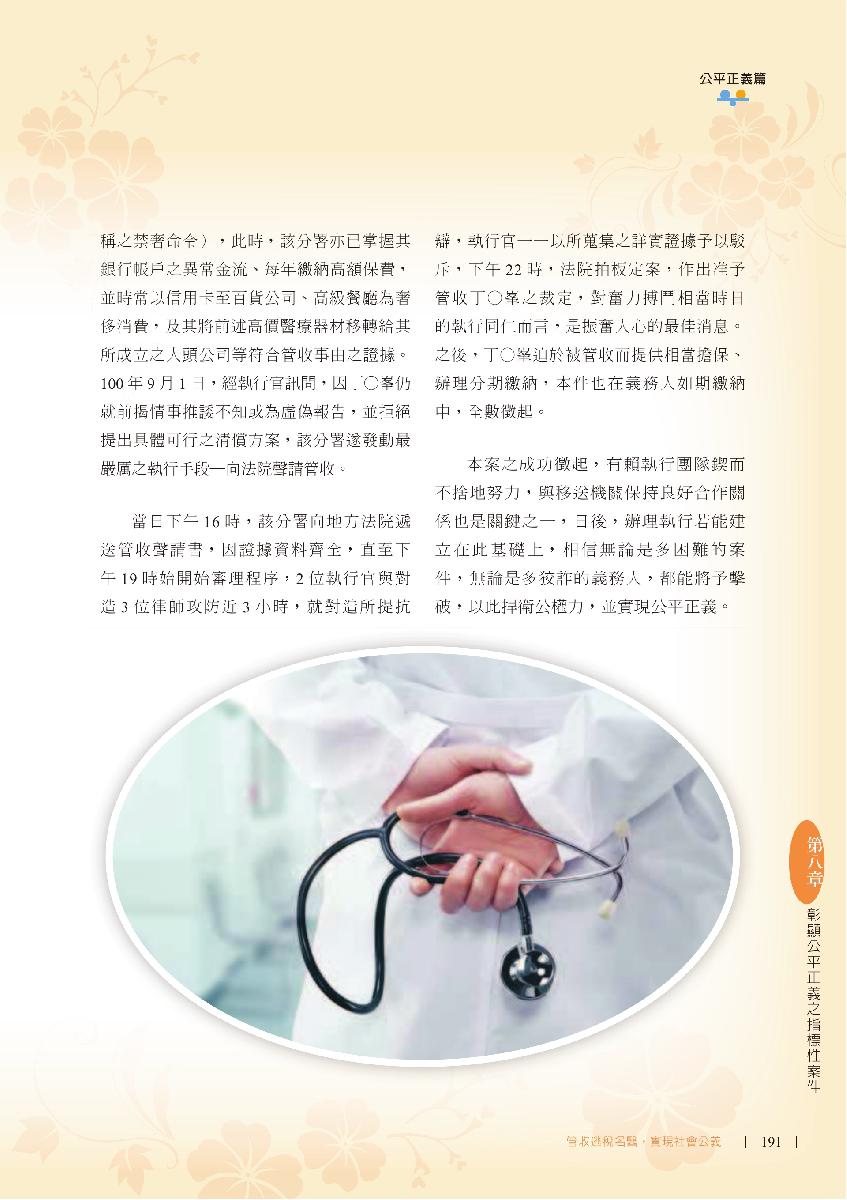 公平正義篇
稱之禁奢命令），此時，該分署亦已掌握其
銀行帳戶之異常金流、每年繳納高額保費，
並時常以信用卡至百貨公司、高級餐廳為奢
侈消費，及其將前述高價醫療器材移轉給其
所成立之人頭公司等符合管收事由之證據。
100 年 9 月 1 日，經執行官訊問，因丁〇峯仍
就前揭情事推諉不知或為虛偽報告，並拒絕
提出具體可行之清償方案，該分署遂發動最
嚴厲之執行手段─向法院聲請管收。
當日下午 16 時，該分署向地方法院遞
送管收聲請書，因證據資料齊全，直至下
午 19 時始開始審理程序，2 位執行官與對
造 3 位律師攻防近 3 小時，就對造所提抗
辯，執行官一一以所蒐集之詳實證據予以駁
斥，下午 22 時，法院拍板定案，作出准予
管收丁〇峯之裁定，對奮力搏鬥相當時日
的執行同仁而言，是振奮人心的最佳消息。
之後，丁〇峯迫於被管收而提供相當擔保、
辦理分期繳納，本件也在義務人如期繳納
中，全數徵起。
本案之成功徵起，有賴執行團隊鍥而
不捨地努力，與移送機關保持良好合作關
係也是關鍵之一，日後，辦理執行若能建
立在此基礎上，相信無論是多困難的案
件，無論是多狡詐的義務人，都能將予擊
破，以此捍衛公權力，並實現公平正義。
第八章
彰顯公平正義之指標性案件
管收逃稅名醫，實現社會公義
191